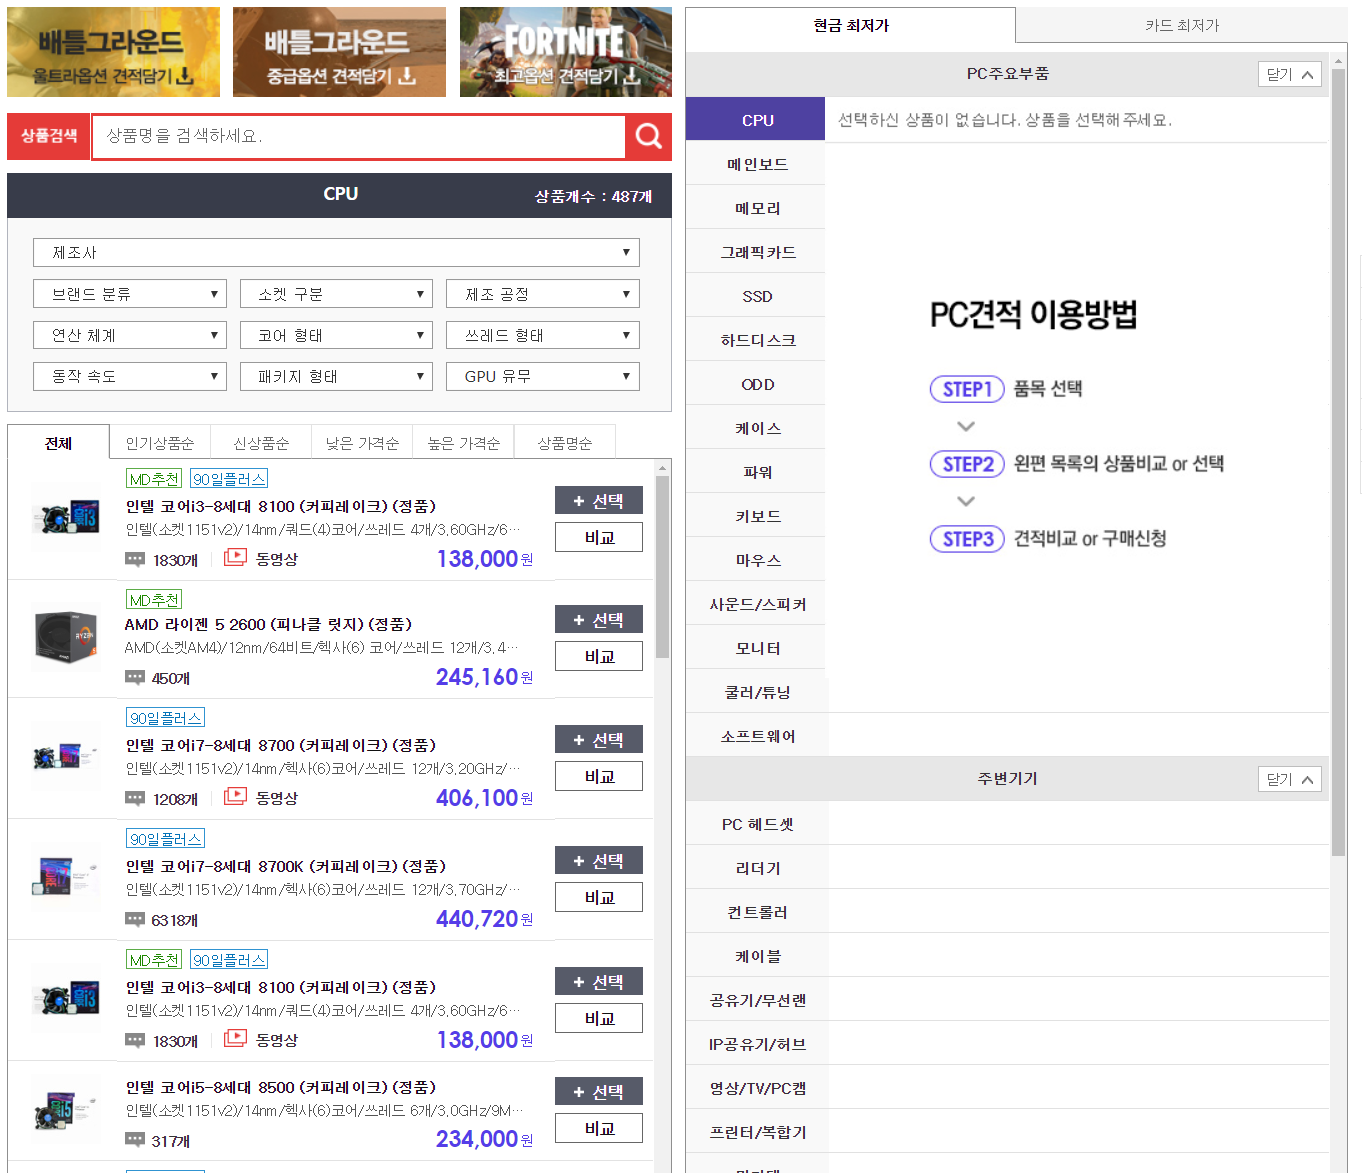 배틀그라운드
울트라옵션 견적담기
배틀그라운드
중급옵션 견적담기
FORTNITE
최고옵션 견적담기
상품검색
상품명을 검색하세요.
CPU
상품개수 : 487개
제조사
브랜드 분류
소켓 구분
제조 공정
연산 체계
코어 형태
쓰레드 형태
동작 속도
패키지 형태
GPU 유무
전체
인기상품순
신상품순
낮은 가격순
높은 가격순
상품명순
MD추천 90일플러스
인텔 코어i3-8세대 8100 (커피레이크) (정품)
인텔(소켓1151v2)/14nm/쿼드(4)코어/쓰레드 4개/3.60GHz/6…
1830개
동영상
138,000원
+ 선택
비교
MD추천
AMD 라이젠 5 2600 (피나클 릿지) (정품)
AMD(소켓AM4)/12nm/64비트/헥사(6) 코어/쓰레드 12개/3.4…
450개
245,160원
+ 선택
비교
RYZEN
90일플러스
인텔 코어i7-8세대 8700 (커피레이크) (정품)
인텔(소켓1151v2)/14nm/헥사(6)코어/쓰레드 12개/3.20GHz/…
1208개
동영상
406,100원
+ 선택
비교
90일플러스
인텔 코어i7-8세대 8700K (커피레이크) (정품)
인텔(소켓1151v2)/14nm/헥사(6)코어/쓰레드 12개/3.70GHz/…
6318개
440,720원
+ 선택
비교
MD추천 90일플러스
인텔 코어i3-8세대 8100 (커피레이크) (정품)
인텔(소켓1151v2)/14nm/쿼드(4)코어/쓰레드 4개/3.60GHz/6…
1830개
동영상
138,000원
+ 선택
비교
인텔 코어i5-8세대 8500 (커피레이크) (정품)
인텔(소켓1151v2)/14nm/헥사(6)코어/쓰레드 6개/3.0GHz/9M…
317개
234,000원
+ 선택
비교
현금 최저가
카드 최저가
PC주요부품
닫기
CPU
선택하신 상품이 없습니다. 상품을 선택해주세요.
메인보드
메모리
그래픽카드
SSD
하드디스크
ODD
케이스
파워
키보드
마우스
사운드/스피커
모니터
쿨러/튜닝
소프트웨어
PC견적 이용방법
STEP1 품목 선택
STEP2 왼편 목록의 상품비교 or 선택
STEP3 견적비교 or 구매신청
주변기기
닫기
PC 헤드셋
리더기
컨트롤러
케이블
공유기/무선랜
IP공유기/허브
영상/TV/PC캠
프린터/복합기